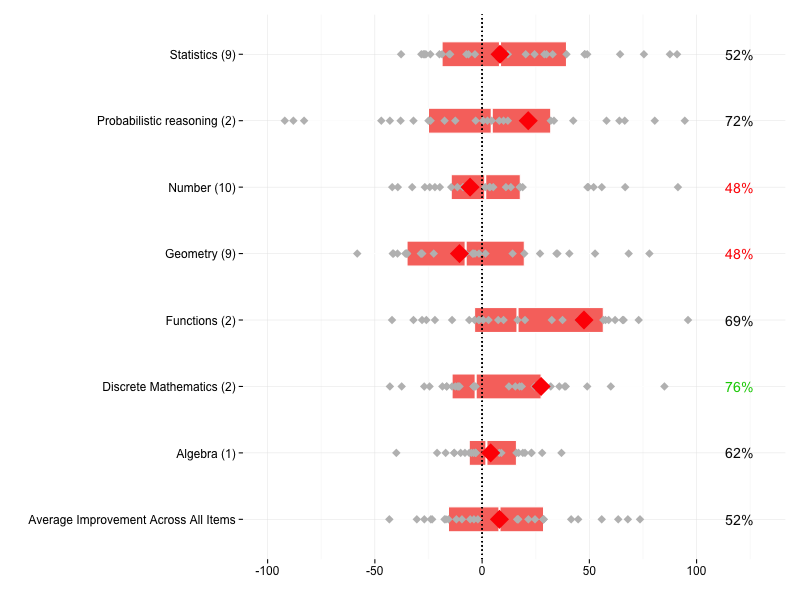 Statistics (9) 52%
Probabilistic reasoning (2) 72%
Number (10) 48%
Geometry (9) 48%
Functions (2) 69%
Discrete Mathematics (2) 76%
Algebra (1) 62%
Average Improvement Across All Items 52%
-100 -50 0 50 100